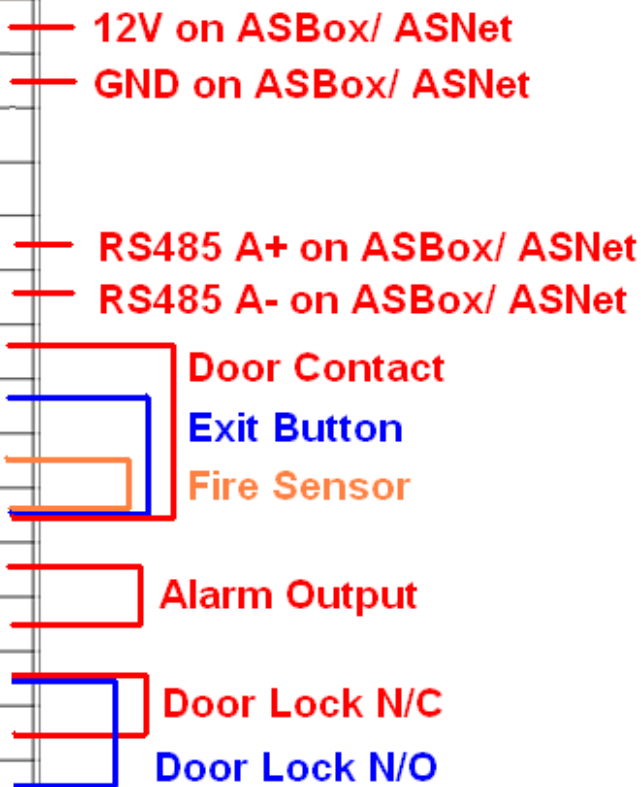 12V on ASBox/ ASNet
GND on ASBox/ ASNet
RS485 A+ on ASBox/ ASNet
RS485 A- on ASBox/ ASNet
Door Contact
Exit Button
Fire Sensor
Alarm Output
Door Lock N/C
Door Lock N/O